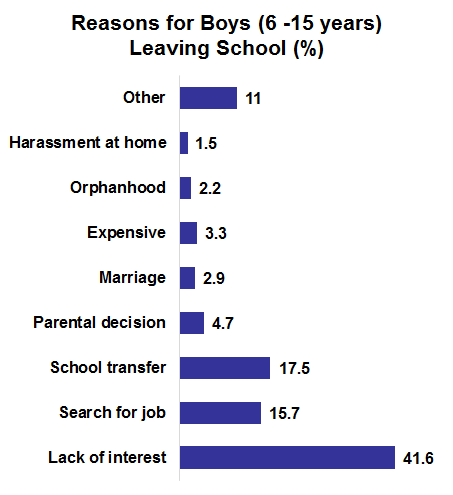 Reasons for Boys (6 -15 years)
Leaving School (%)
Other 11
Harassment at home 1.5
Orphanhood 2.2
Expensive 3.3
Marriage 2.9
Parental decision 4.7
School transfer 17.5
Search for job 15.7
Lack of interest 41.6